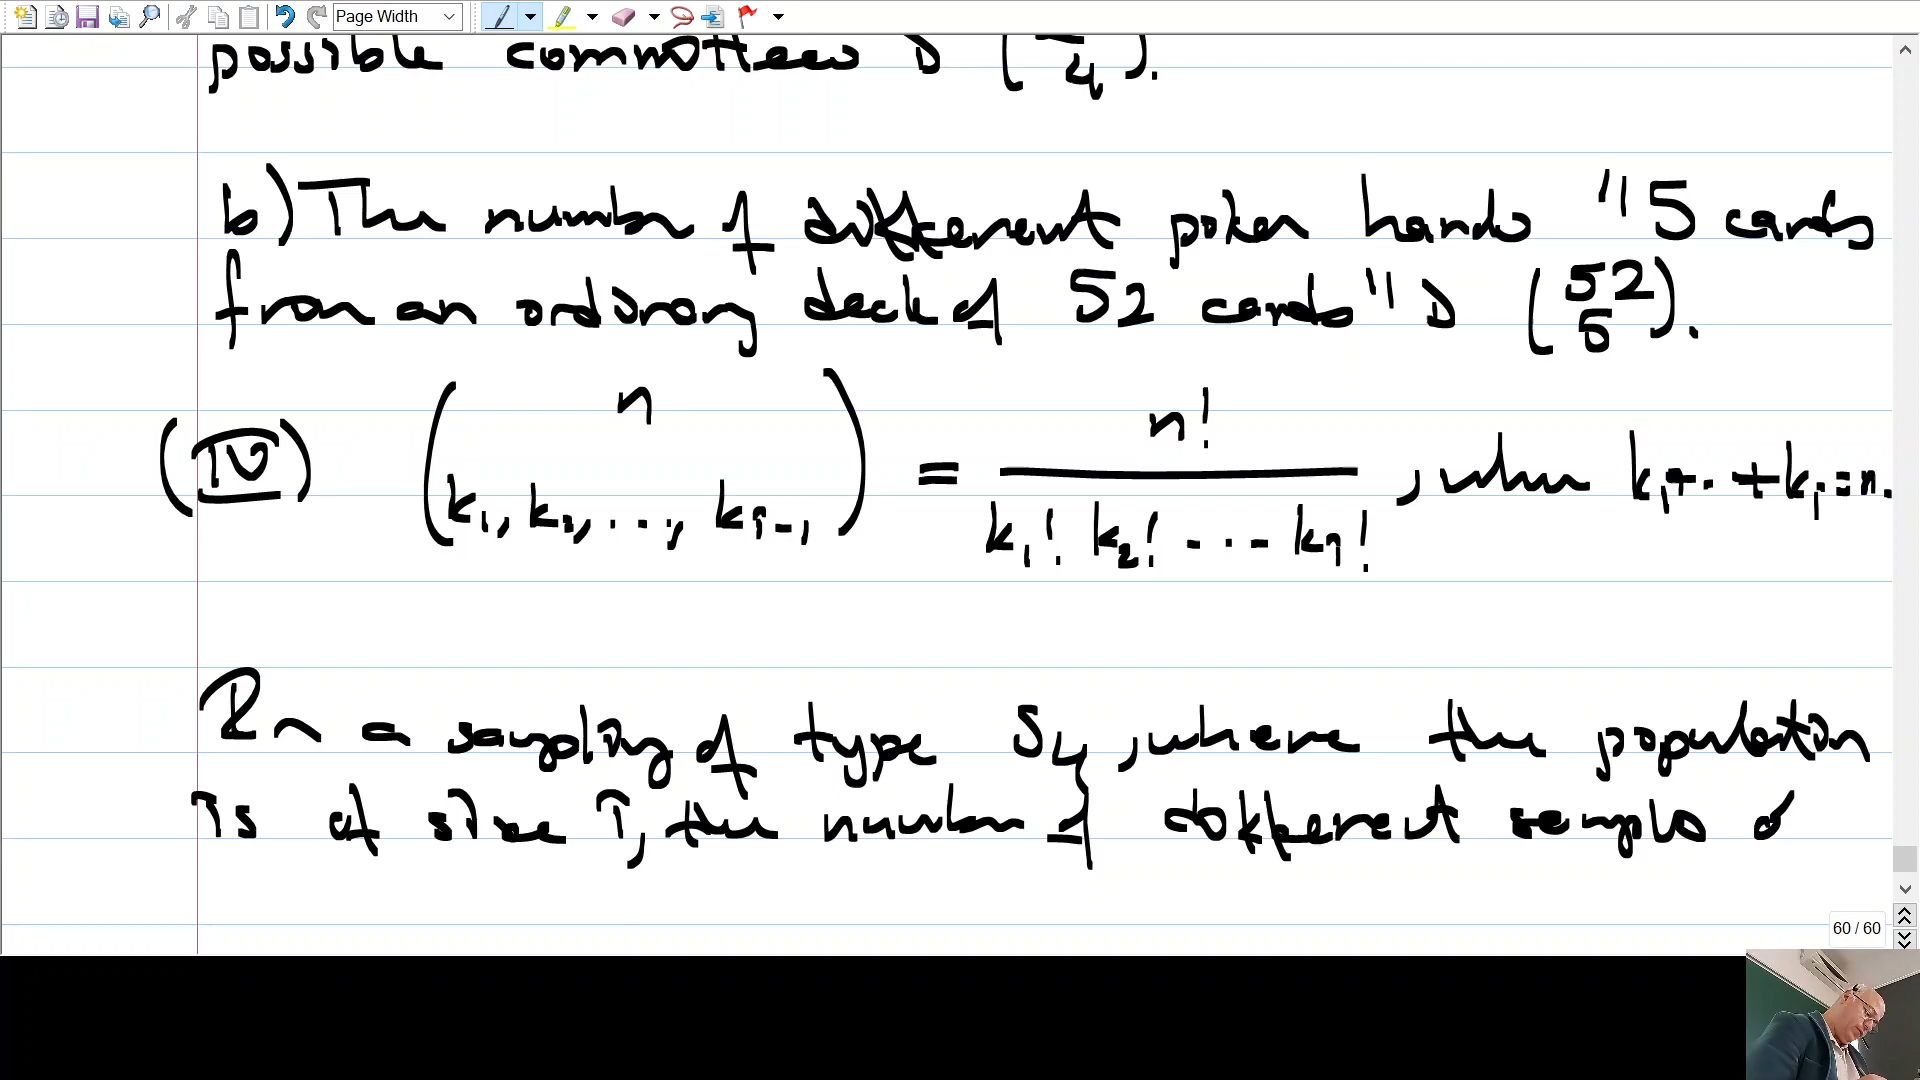 Page Width
possible committees is ( 4 ).
b) The number of different poker hands "5 cards
from an ordinary deck of 52 cards" is (52 5).
(IV) (n k₁, k₂, ..., kᵣ₋₁) = n! / k₁! k₂! ... kᵣ! , when k₁+..+kᵣ=n.
In a sampling of type S4, where the population
is of size r, the number of different samples o
60 / 60